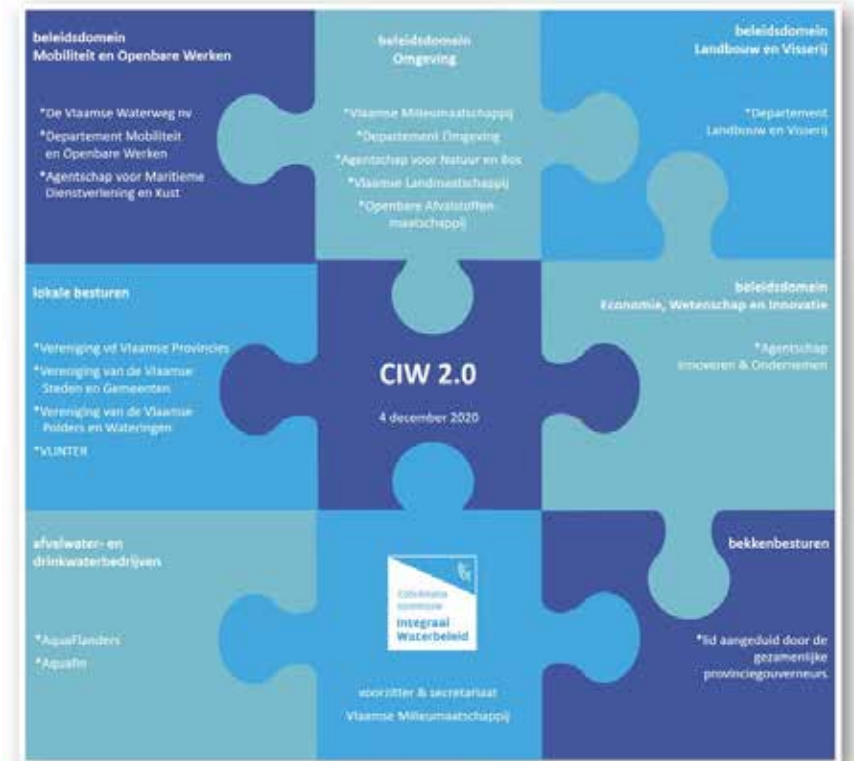 beleidsdomein
Mobiliteit en Openbare Werken
*De Vlaamse Waterweg nv
*Departement Mobiliteit
en Openbare Werken
*Agentschap voor Maritieme
Dienstverlening en Kust
beleidsdomein
Omgeving
*Vlaamse Milieumaatschappij
*Departement Omgeving
*Agentschap voor Natuur en Bos
*Vlaamse Landmaatschappij
*Openbare Afvalstoffen
maatschappij
beleidsdomein
Landbouw en Visserij
*Departement
Landbouw en Visserij
lokale besturen
*Vereniging vd Vlaamse Provincies
*Vereniging van de Vlaamse
Steden en Gemeenten
*Vereniging van de Vlaamse
Polders en Wateringen
*VLINTER
CIW 2.0
4 december 2020
beleidsdomein
Economie, Wetenschap en Innovatie
*Agentschap
Innoveren & Ondernemen
afvalwater- en
drinkwaterbedrijven
*AquaFlanders
*Aquafin
Coördinatie
commissie
Integraal
Waterbeleid
voorzitter & secretariaat
Vlaamse Milieumaatschappij
bekkenbesturen
*lid aangeduid door de
gezamenlijke
provinciegouverneurs